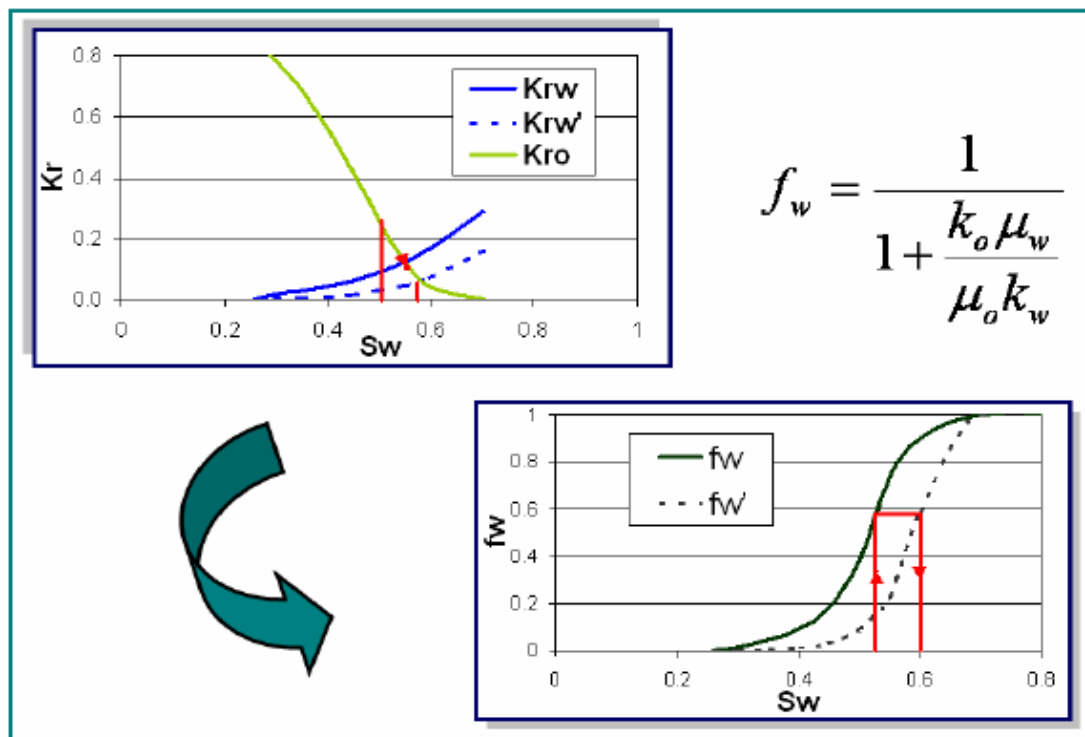 0.8
0.6
0.4
0.2
0.0
Kr
0 0.2 0.4 0.6 0.8 1
Sw
Krw
Krw'
Kro
f_w = 1 / (1 + (k_o μ_w) / (μ_o k_w))
1
0.8
0.6
0.4
0.2
0
fw
0 0.2 0.4 0.6 0.8
Sw
fw
fw'